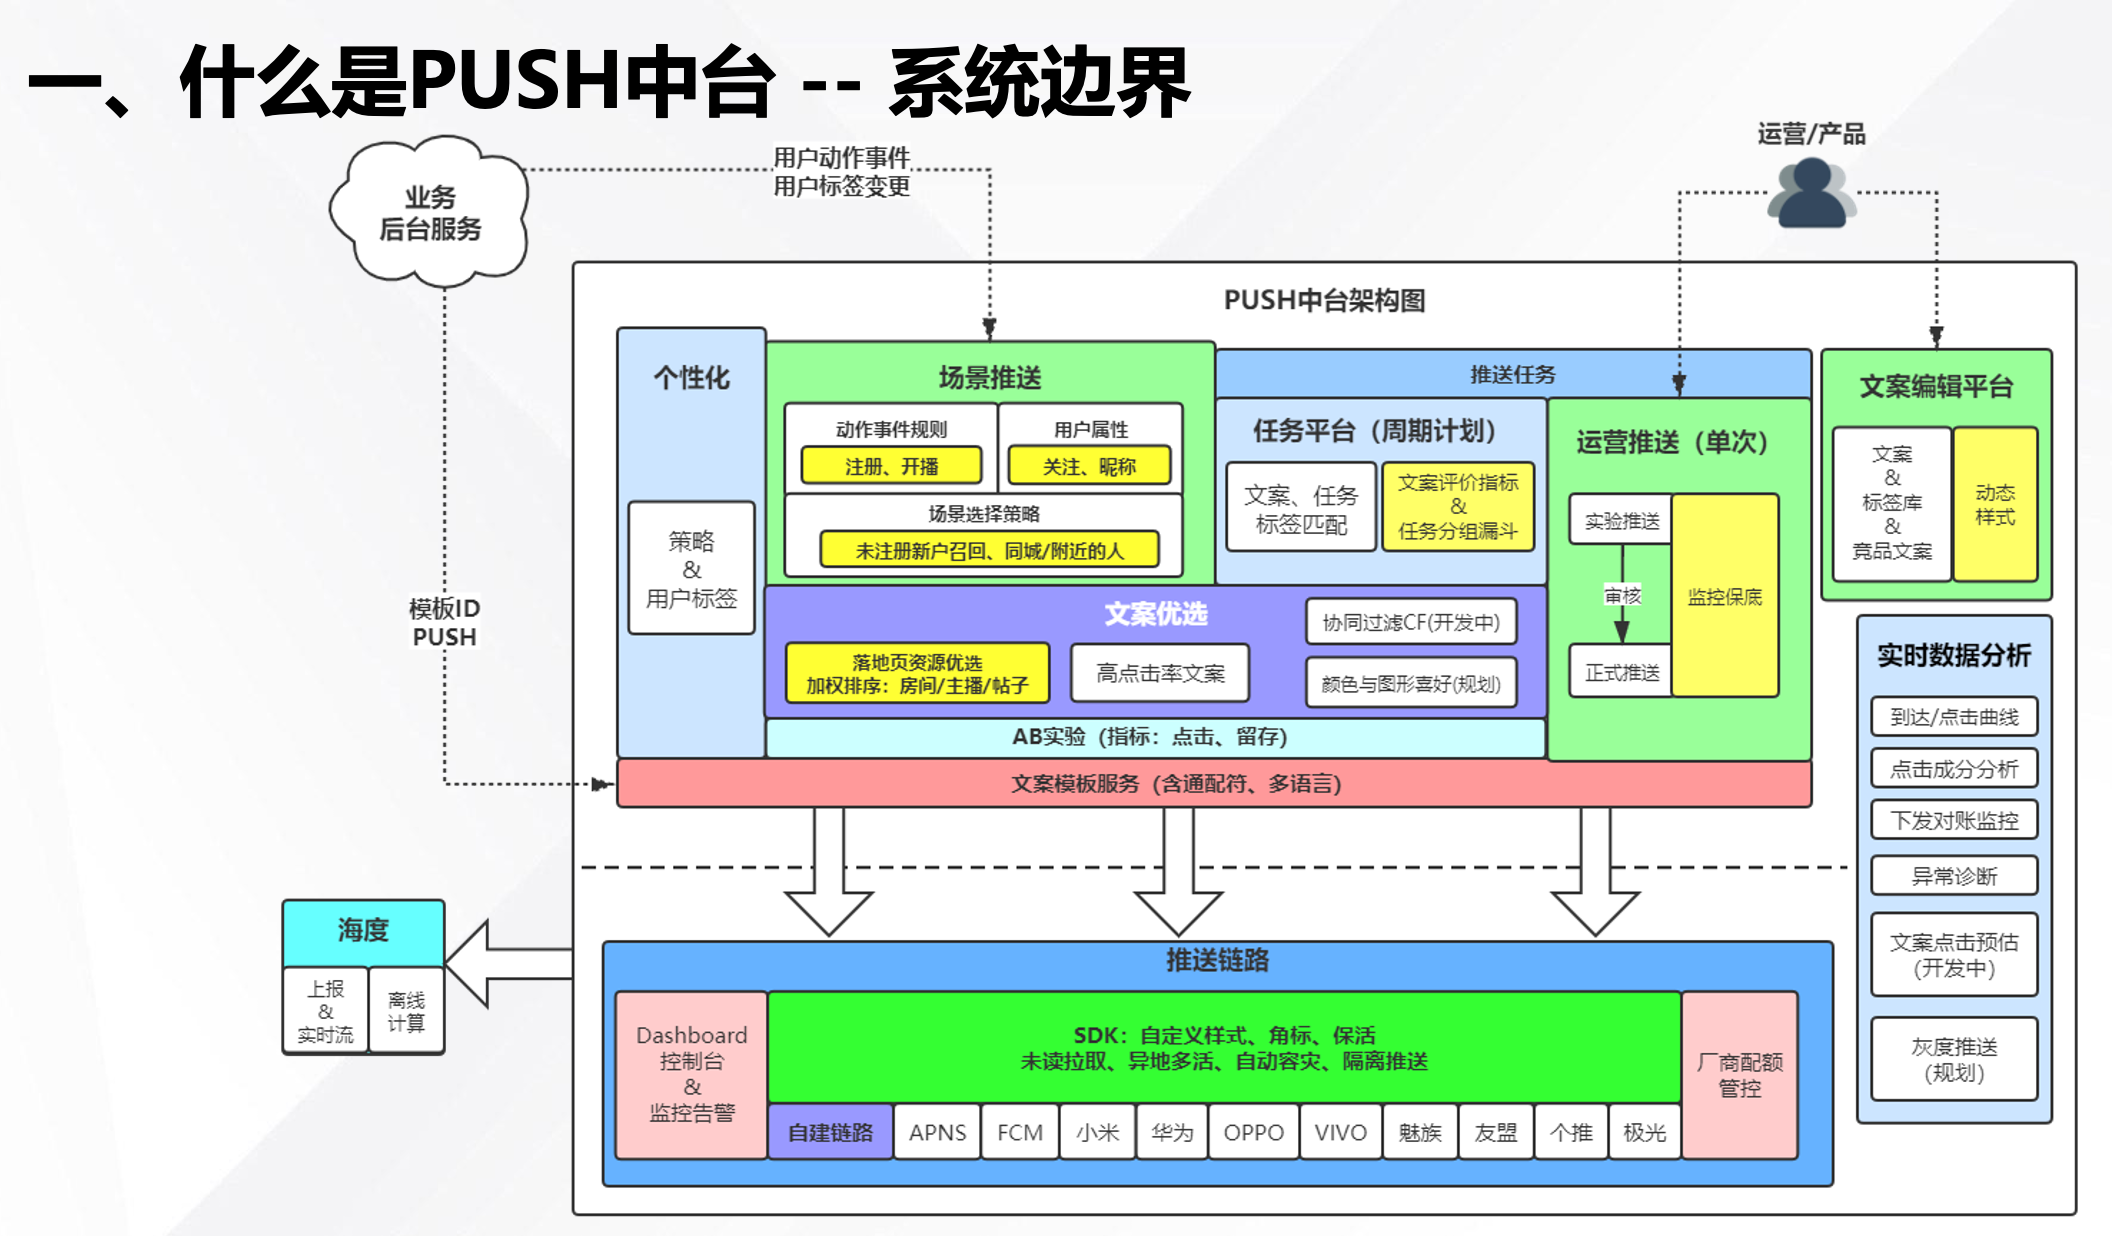 一、什么是PUSH中台 -- 系统边界
业务
后台服务
用户动作事件
用户标签变更
运营/产品
模板ID
PUSH
PUSH中台架构图
个性化
策略
&
用户标签
场景推送
动作事件规则
注册、开播
用户属性
关注、昵称
场景选择策略
未注册新户召回、同城/附近的人
推送任务
任务平台（周期计划）
文案、任务
标签匹配
文案评价指标
&
任务分组漏斗
运营推送（单次）
实验推送
审核
正式推送
监控保底
文案编辑平台
文案
&
标签库
&
竞品文案
动态
样式
文案优选
落地页资源优选
加权排序：房间/主播/帖子
高点击率文案
协同过滤CF(开发中)
颜色与图形喜好(规划)
AB实验（指标：点击、留存）
文案模板服务（含通配符、多语言）
实时数据分析
到达/点击曲线
点击成分分析
下发对账监控
异常诊断
文案点击预估
(开发中)
灰度推送
(规划)
海度
上报
&
实时流
离线
计算
推送链路
Dashboard
控制台
&
监控告警
SDK：自定义样式、角标、保活
未读拉取、异地多活、自动容灾、隔离推送
厂商配额
管控
自建链路
APNS
FCM
小米
华为
OPPO
VIVO
魅族
友盟
个推
极光